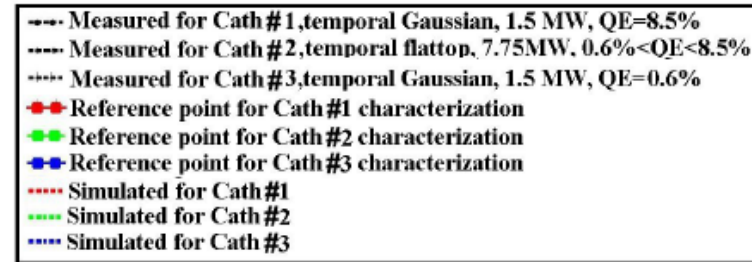 Measured for Cath#1,temporal Gaussian, 1.5 MW, QE=8.5%
Measured for Cath#2,temporal flattop, 7.75MW, 0.6%<QE<8.5%
Measured for Cath#3,temporal Gaussian, 1.5 MW, QE=0.6%
Reference point for Cath#1 characterization
Reference point for Cath#2 characterization
Reference point for Cath#3 characterization
Simulated for Cath#1
Simulated for Cath#2
Simulated for Cath#3